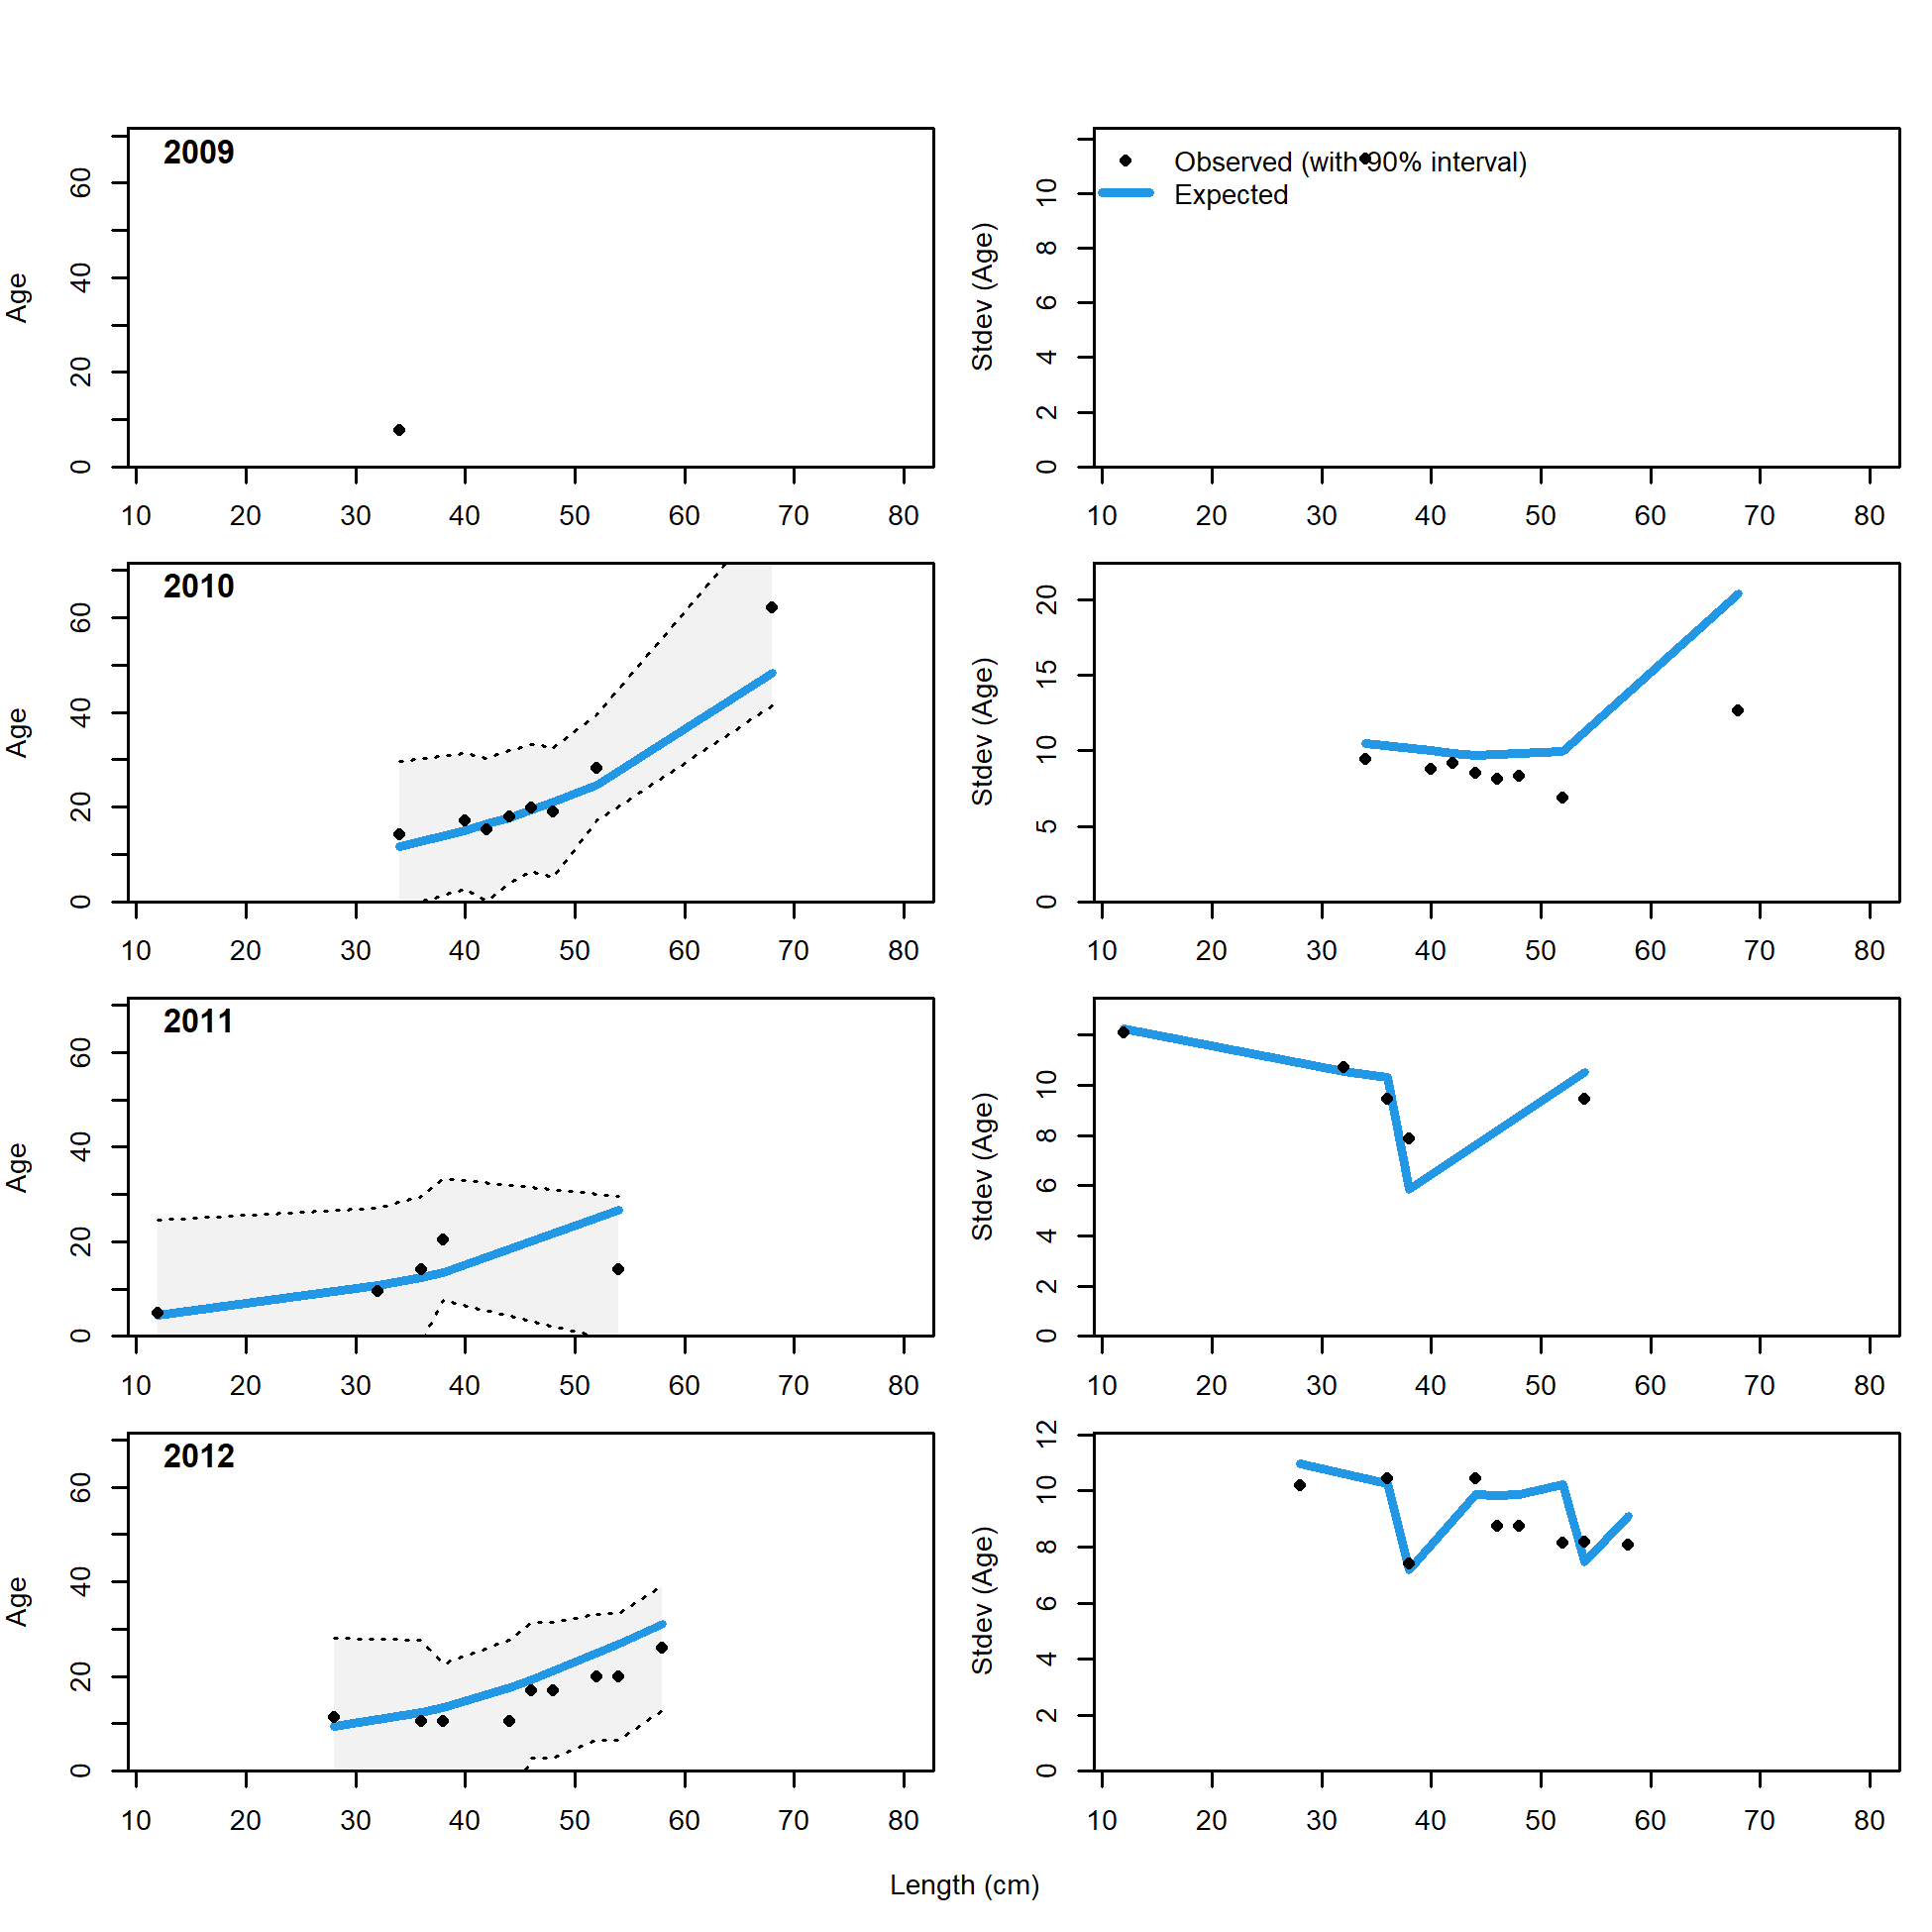 2009
Age
0 20 40 60
10 20 30 40 50 60 70 80
Observed (with 90% interval)
Expected
Stdev (Age)
0 2 4 6 8 10
10 20 30 40 50 60 70 80
2010
Age
0 20 40 60
10 20 30 40 50 60 70 80
Stdev (Age)
0 5 10 15 20
10 20 30 40 50 60 70 80
2011
Age
0 20 40 60
10 20 30 40 50 60 70 80
Stdev (Age)
0 2 4 6 8 10
10 20 30 40 50 60 70 80
2012
Age
0 20 40 60
10 20 30 40 50 60 70 80
Stdev (Age)
0 2 4 6 8 10 12
10 20 30 40 50 60 70 80
Length (cm)